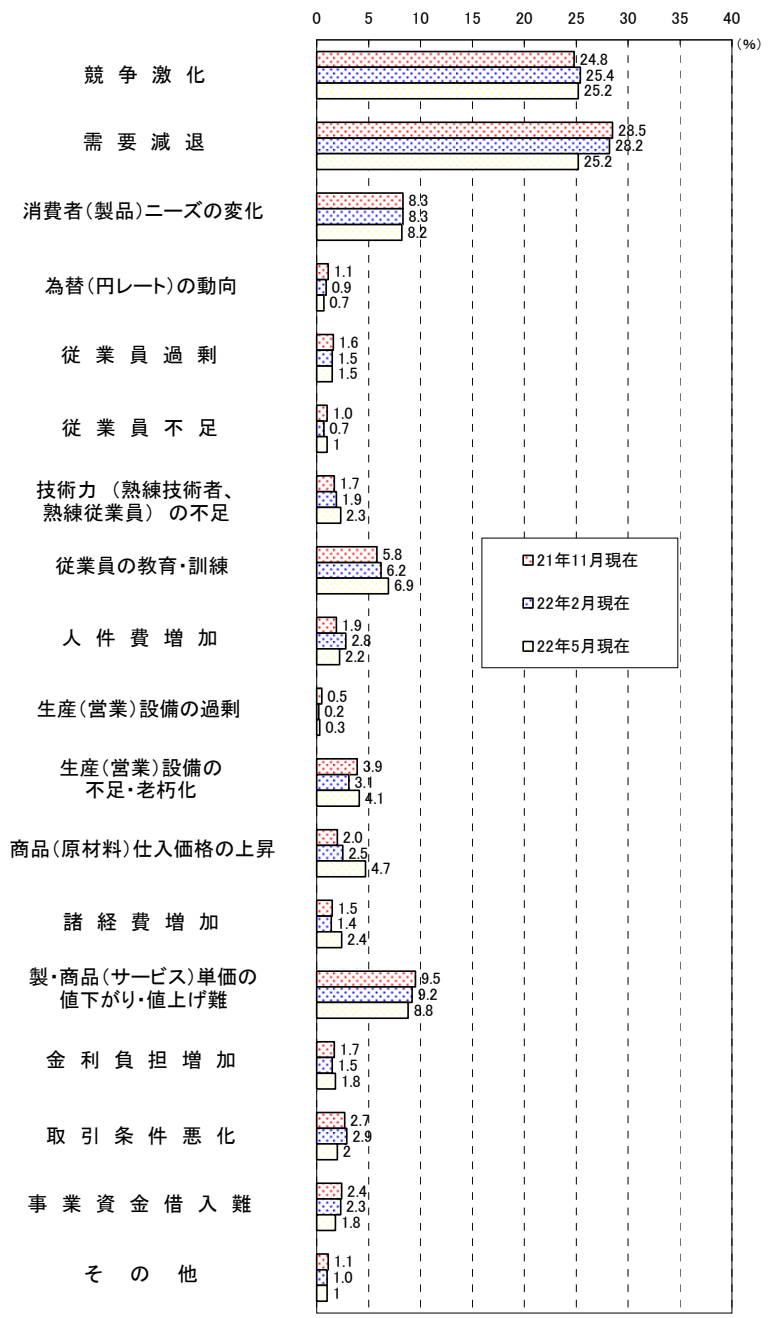 0 5 10 15 20 25 30 35 40
(%)
競争激化
24.8
25.4
25.2
需要減退
28.5
28.2
25.2
消費者(製品)ニーズの変化
8.3
8.3
8.2
為替(円レート)の動向
1.1
0.9
0.7
従業員過剰
1.6
1.5
1.5
従業員不足
1.0
0.7
1
技術力(熟練技術者、
熟練従業員)の不足
1.7
1.9
2.3
従業員の教育・訓練
5.8
6.2
6.9
21年11月現在
22年2月現在
22年5月現在
人件費増加
1.9
2.8
2.2
生産(営業)設備の過剰
0.5
0.2
0.3
生産(営業)設備の
不足・老朽化
3.9
3.1
4.1
商品(原材料)仕入価格の上昇
2.0
2.5
4.7
諸経費増加
1.5
1.4
2.4
製・商品(サービス)単価の
値下がり・値上げ難
9.5
9.2
8.8
金利負担増加
1.7
1.5
1.8
取引条件悪化
2.7
2.9
2
事業資金借入難
2.4
2.3
1.8
その他
1.1
1.0
1